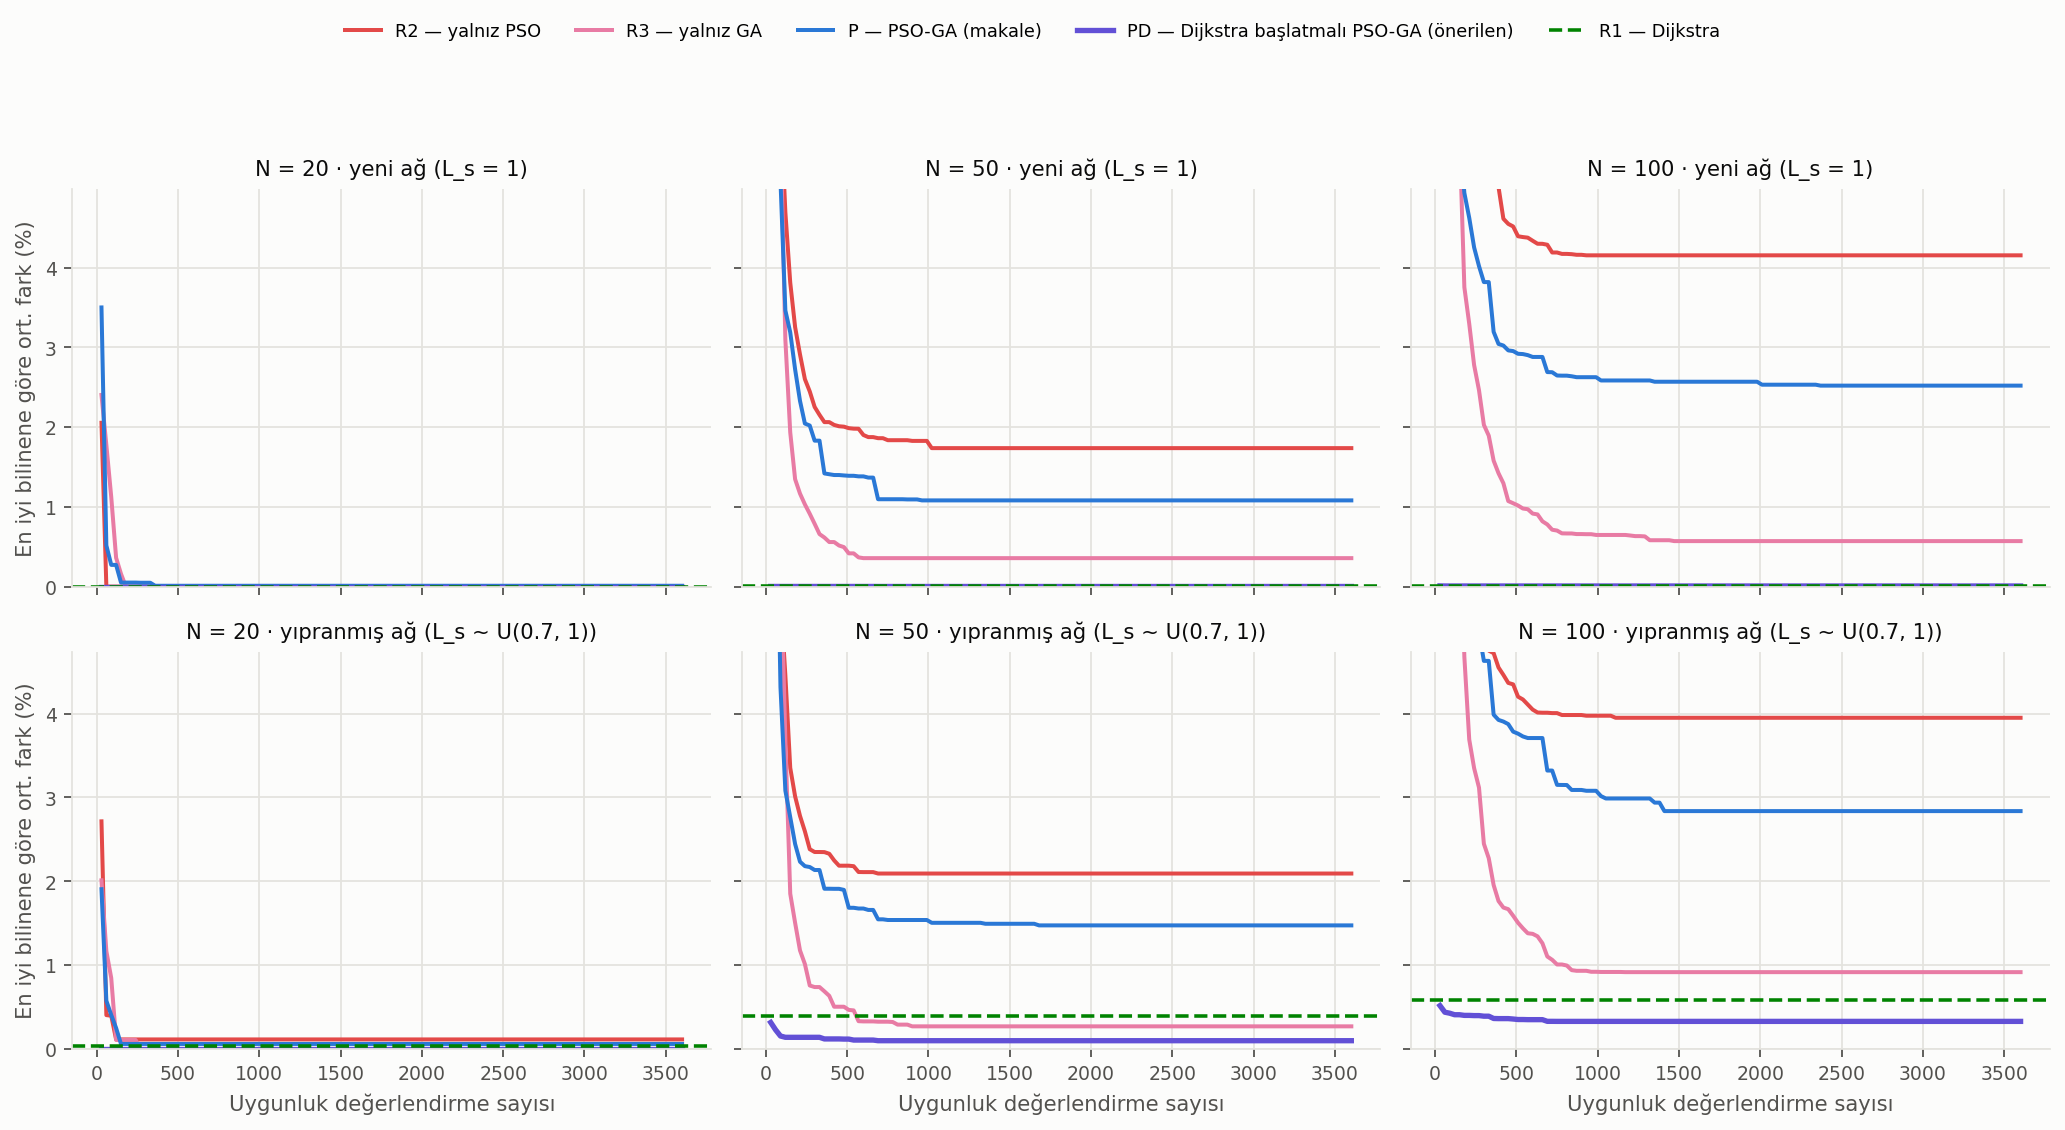 R2 — yalnız PSO R3 — yalnız GA P — PSO-GA (makale) PD — Dijkstra başlatmalı PSO-GA (önerilen) R1 — Dijkstra
N = 20 · yeni ağ (L_s = 1)
N = 50 · yeni ağ (L_s = 1)
N = 100 · yeni ağ (L_s = 1)
En iyi bilinene göre ort. fark (%)
4
3
2
1
0
N = 20 · yıpranmış ağ (L_s ~ U(0.7, 1))
N = 50 · yıpranmış ağ (L_s ~ U(0.7, 1))
N = 100 · yıpranmış ağ (L_s ~ U(0.7, 1))
En iyi bilinene göre ort. fark (%)
4
3
2
1
0
0 500 1000 1500 2000 2500 3000 3500
0 500 1000 1500 2000 2500 3000 3500
0 500 1000 1500 2000 2500 3000 3500
Uygunluk değerlendirme sayısı
Uygunluk değerlendirme sayısı
Uygunluk değerlendirme sayısı